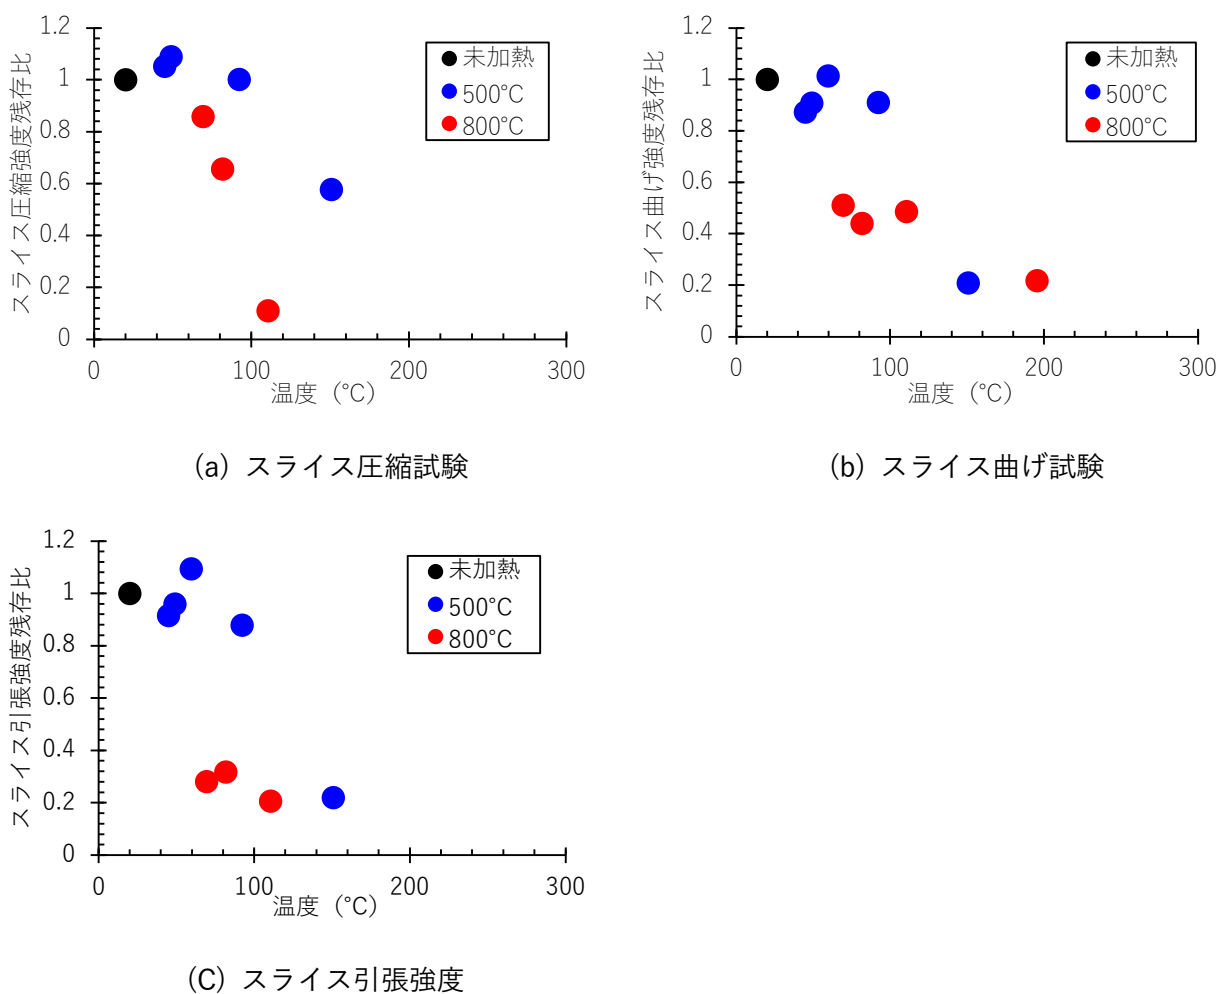 スライス圧縮強度残存比
1.2
1
0.8
0.6
0.4
0.2
0
0 100 200 300
温度（°C）
未加熱
500°C
800°C
(a) スライス圧縮試験
スライス曲げ強度残存比
1.2
1
0.8
0.6
0.4
0.2
0
0 100 200 300
温度（°C）
未加熱
500°C
800°C
(b) スライス曲げ試験
スライス引張強度残存比
1.2
1
0.8
0.6
0.4
0.2
0
0 100 200 300
温度（°C）
未加熱
500°C
800°C
(C) スライス引張強度